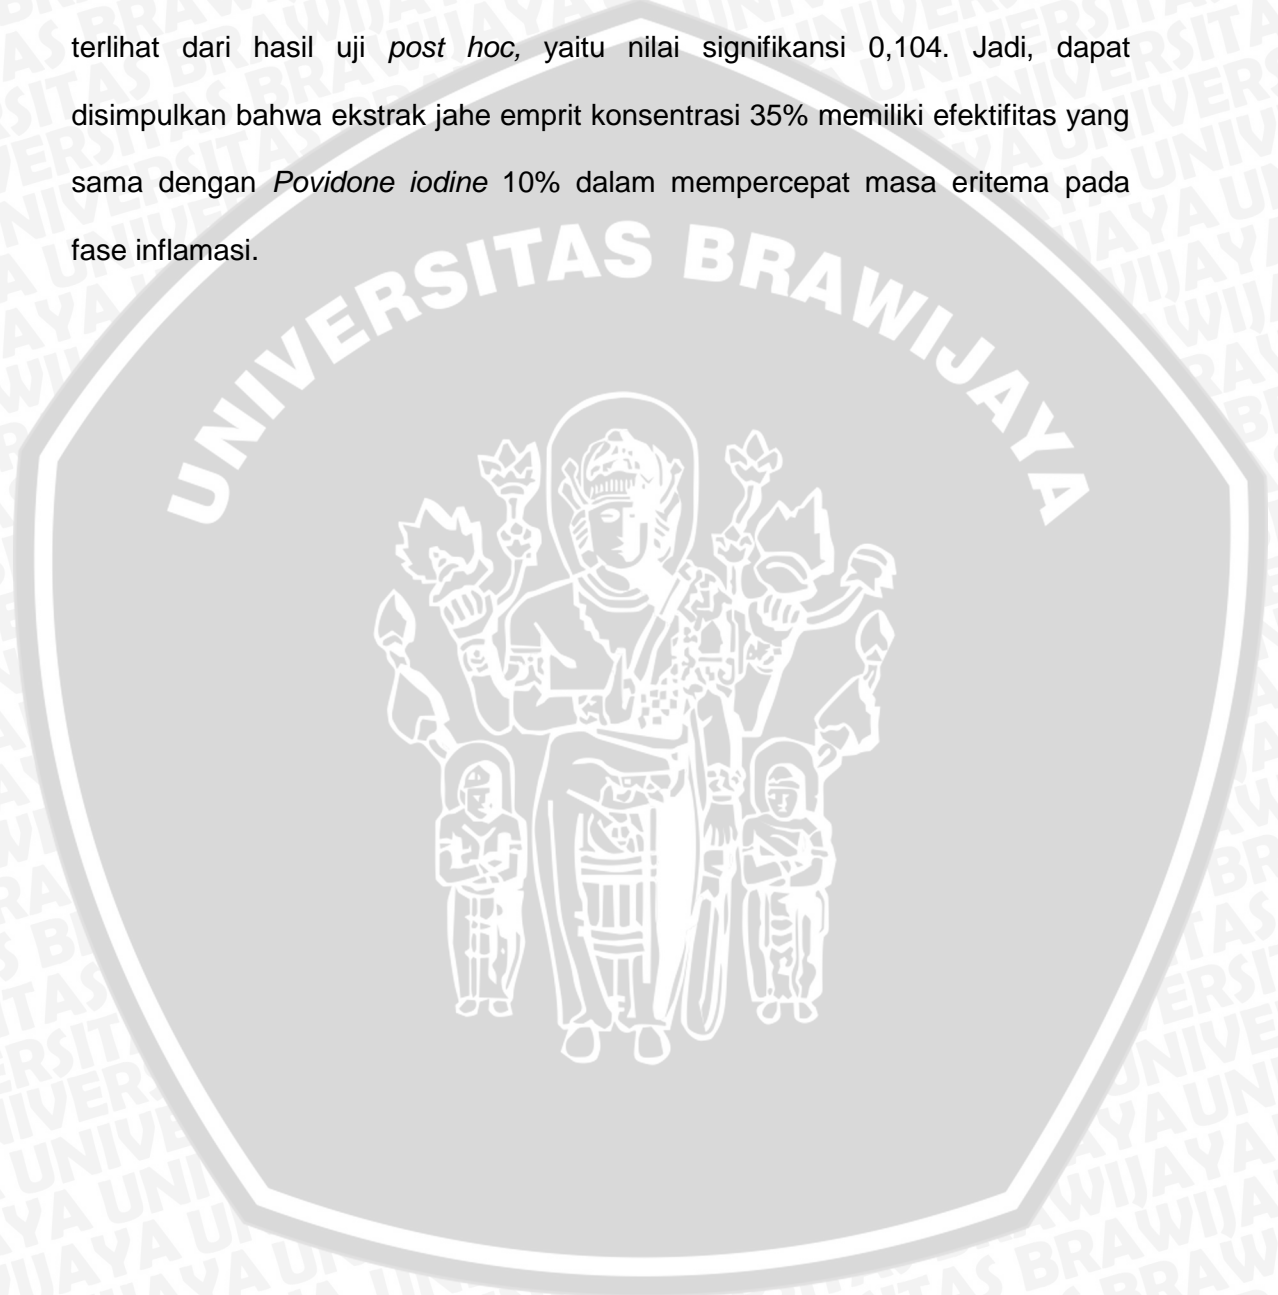 terlihat dari hasil uji post hoc, yaitu nilai signifikansi 0,104. Jadi, dapat
disimpulkan bahwa ekstrak jahe emprit konsentrasi 35% memiliki efektifitas yang
sama dengan Povidone iodine 10% dalam mempercepat masa eritema pada
fase inflamasi.
UNIVERSITAS BRAWIJAYA